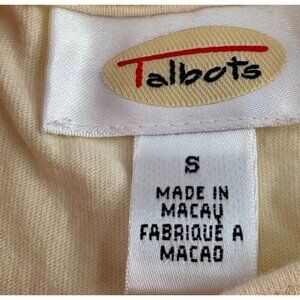 Talbots
S
MADE IN
MACAU
FABRIQUÉ A
MACAO